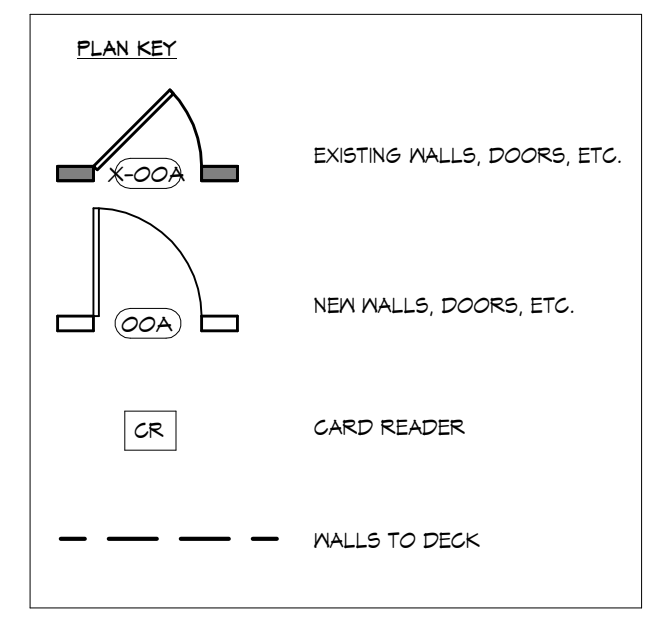 PLAN KEY
X-00A
EXISTING WALLS, DOORS, ETC.
00A
NEW WALLS, DOORS, ETC.
CR
CARD READER
WALLS TO DECK